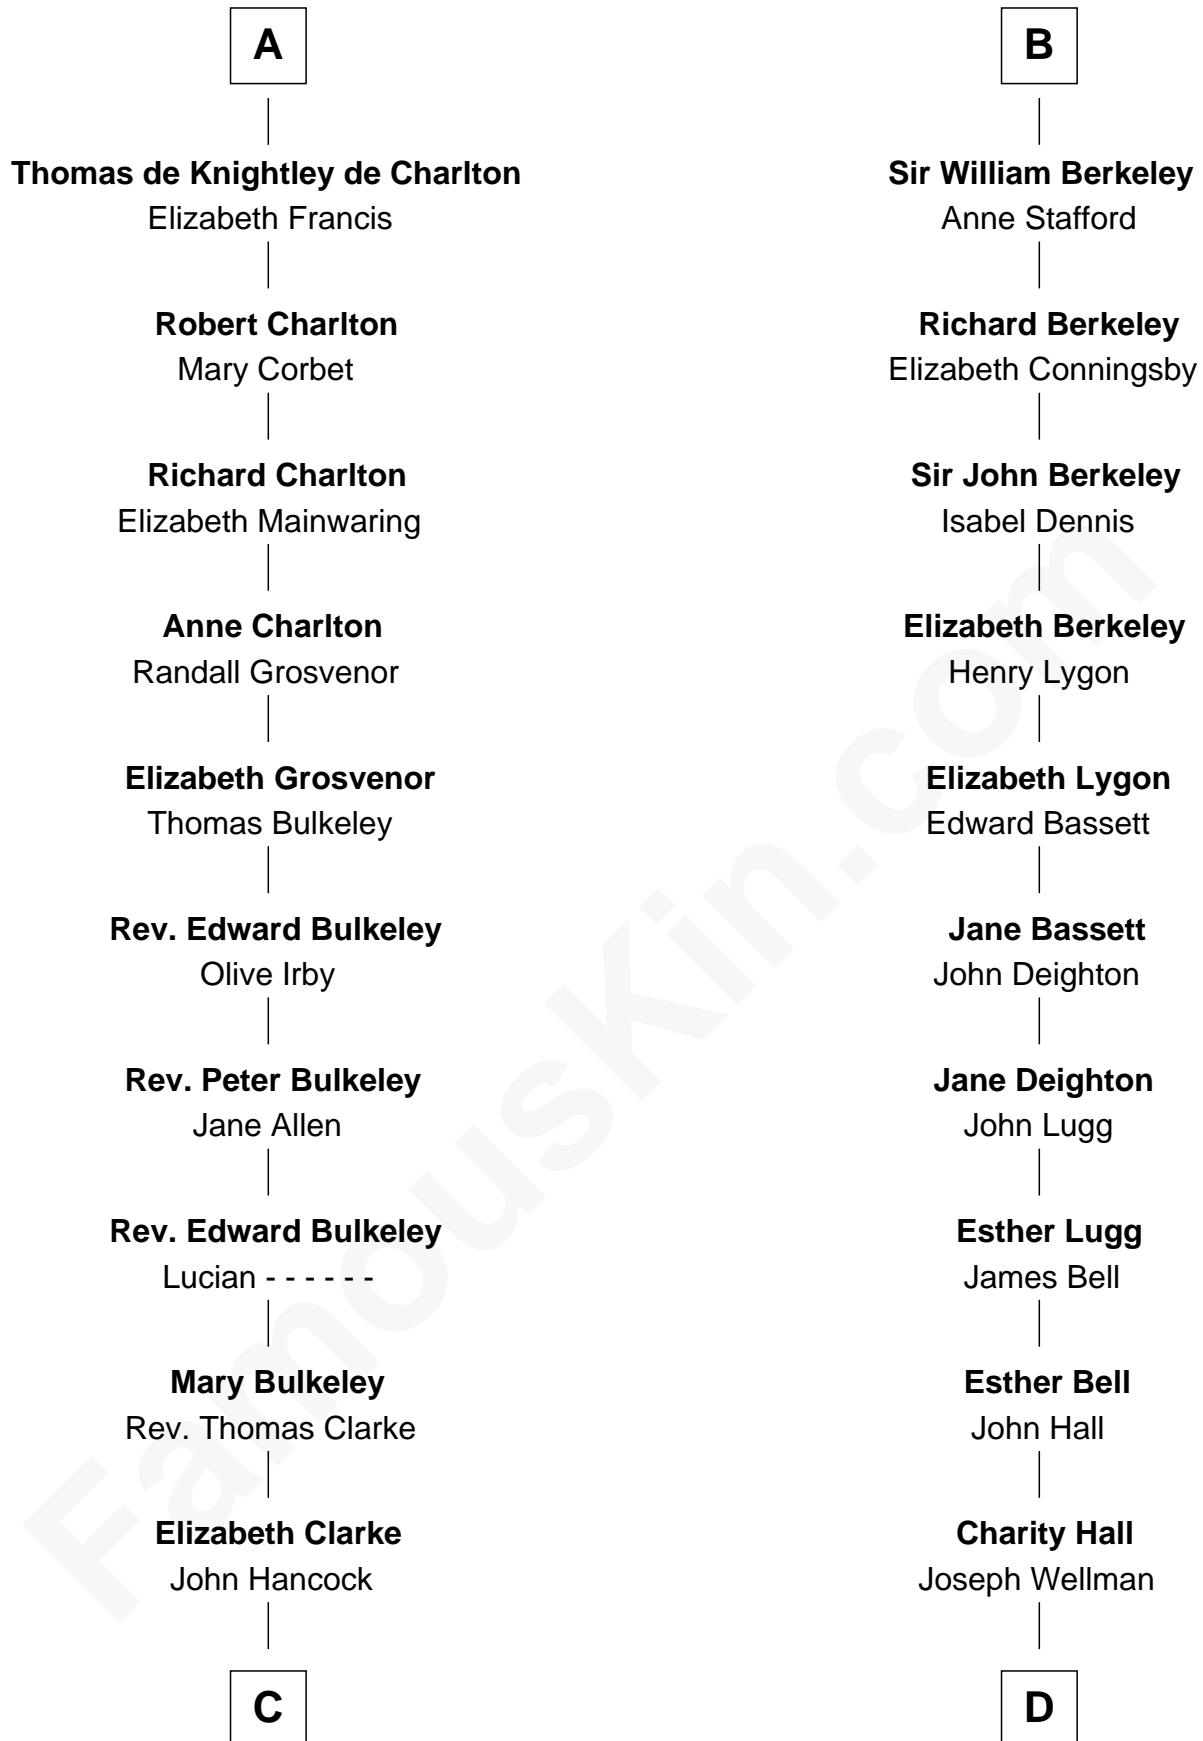 A
Thomas de Knightley de Charlton
Elizabeth Francis
Robert Charlton
Mary Corbet
Richard Charlton
Elizabeth Mainwaring
Anne Charlton
Randall Grosvenor
Elizabeth Grosvenor
Thomas Bulkeley
Rev. Edward Bulkeley
Olive Irby
Rev. Peter Bulkeley
Jane Allen
Rev. Edward Bulkeley
Lucian - - - - - -
Mary Bulkeley
Rev. Thomas Clarke
Elizabeth Clarke
John Hancock
C
B
Sir William Berkeley
Anne Stafford
Richard Berkeley
Elizabeth Conningsby
Sir John Berkeley
Isabel Dennis
Elizabeth Berkeley
Henry Lygon
Elizabeth Lygon
Edward Bassett
Jane Bassett
John Deighton
Jane Deighton
John Lugg
Esther Lugg
James Bell
Esther Bell
John Hall
Charity Hall
Joseph Wellman
D
FamousKin.com